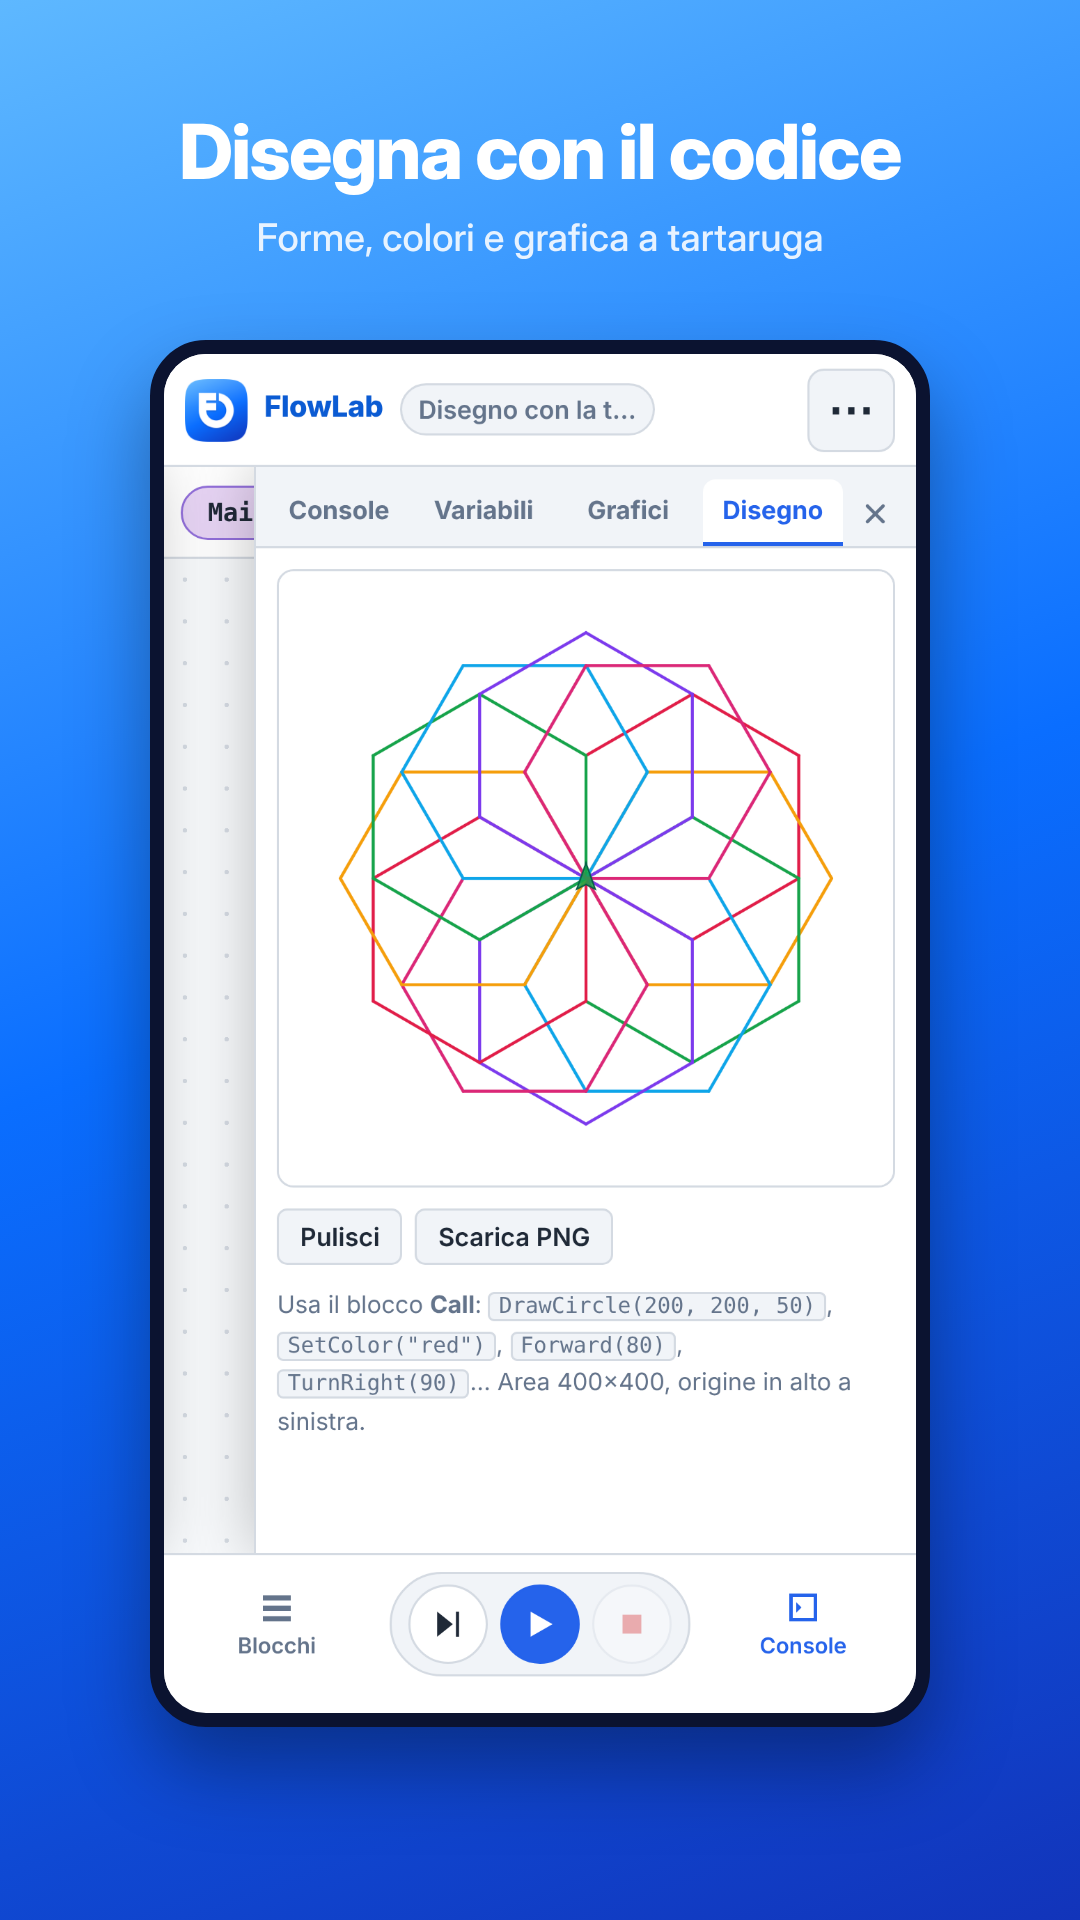 Disegna con il codice
Forme, colori e grafica a tartaruga
FlowLab
Disegno con la t...
Mai
Console
Variabili
Grafici
Disegno
Pulisci
Scarica PNG
Usa il blocco Call: DrawCircle(200, 200, 50),
SetColor("red"), Forward(80),
TurnRight(90)... Area 400×400, origine in alto a
sinistra.
Blocchi
Console